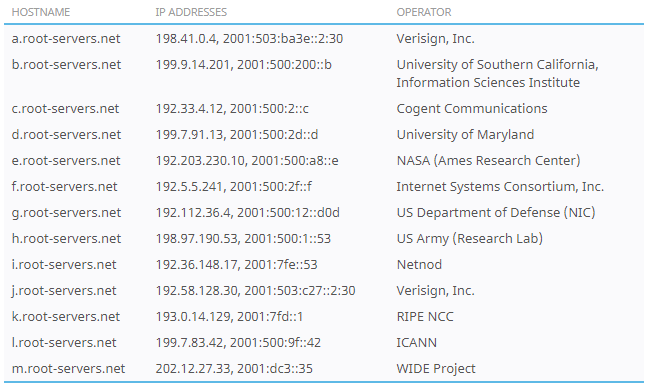 HOSTNAME IP ADDRESSES OPERATOR
a.root-servers.net 198.41.0.4, 2001:503:ba3e::2:30 Verisign, Inc.
b.root-servers.net 199.9.14.201, 2001:500:200::b University of Southern California,
Information Sciences Institute
c.root-servers.net 192.33.4.12, 2001:500:2::c Cogent Communications
d.root-servers.net 199.7.91.13, 2001:500:2d::d University of Maryland
e.root-servers.net 192.203.230.10, 2001:500:a8::e NASA (Ames Research Center)
f.root-servers.net 192.5.5.241, 2001:500:2f::f Internet Systems Consortium, Inc.
g.root-servers.net 192.112.36.4, 2001:500:12::d0d US Department of Defense (NIC)
h.root-servers.net 198.97.190.53, 2001:500:1::53 US Army (Research Lab)
i.root-servers.net 192.36.148.17, 2001:7fe::53 Netnod
j.root-servers.net 192.58.128.30, 2001:503:c27::2:30 Verisign, Inc.
k.root-servers.net 193.0.14.129, 2001:7fd::1 RIPE NCC
l.root-servers.net 199.7.83.42, 2001:500:9f::42 ICANN
m.root-servers.net 202.12.27.33, 2001:dc3::35 WIDE Project